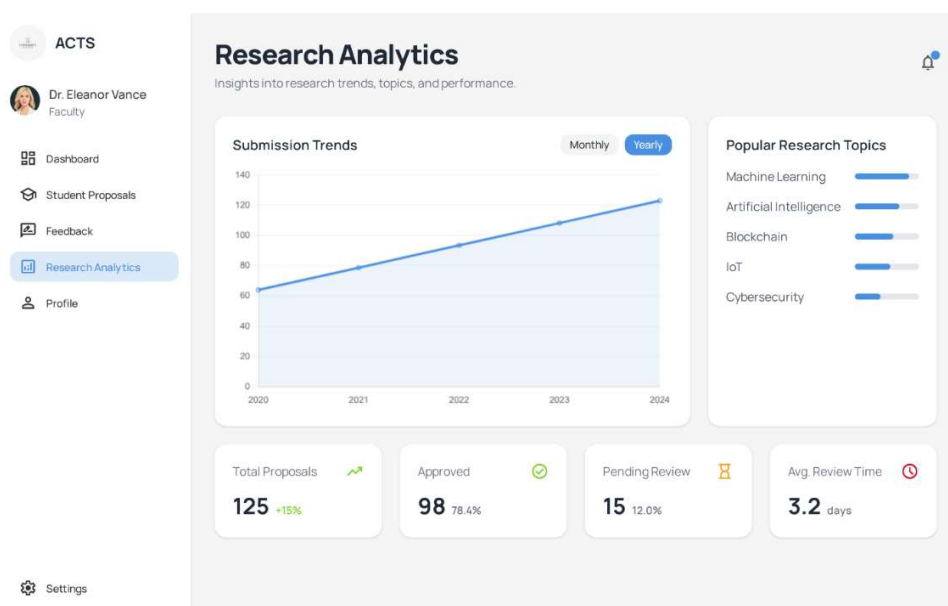 ACTS
Dr. Eleanor Vance
Faculty
Dashboard
Student Proposals
Feedback
Research Analytics
Profile
Settings
Research Analytics
Insights into research trends, topics, and performance.
Submission Trends
Monthly
Yearly
140
120
100
80
60
40
20
0
2020 2021 2022 2023 2024
Popular Research Topics
Machine Learning
Artificial Intelligence
Blockchain
IoT
Cybersecurity
Total Proposals
125 +15%
Approved
98 78.4%
Pending Review
15 12.0%
Avg. Review Time
3.2 days